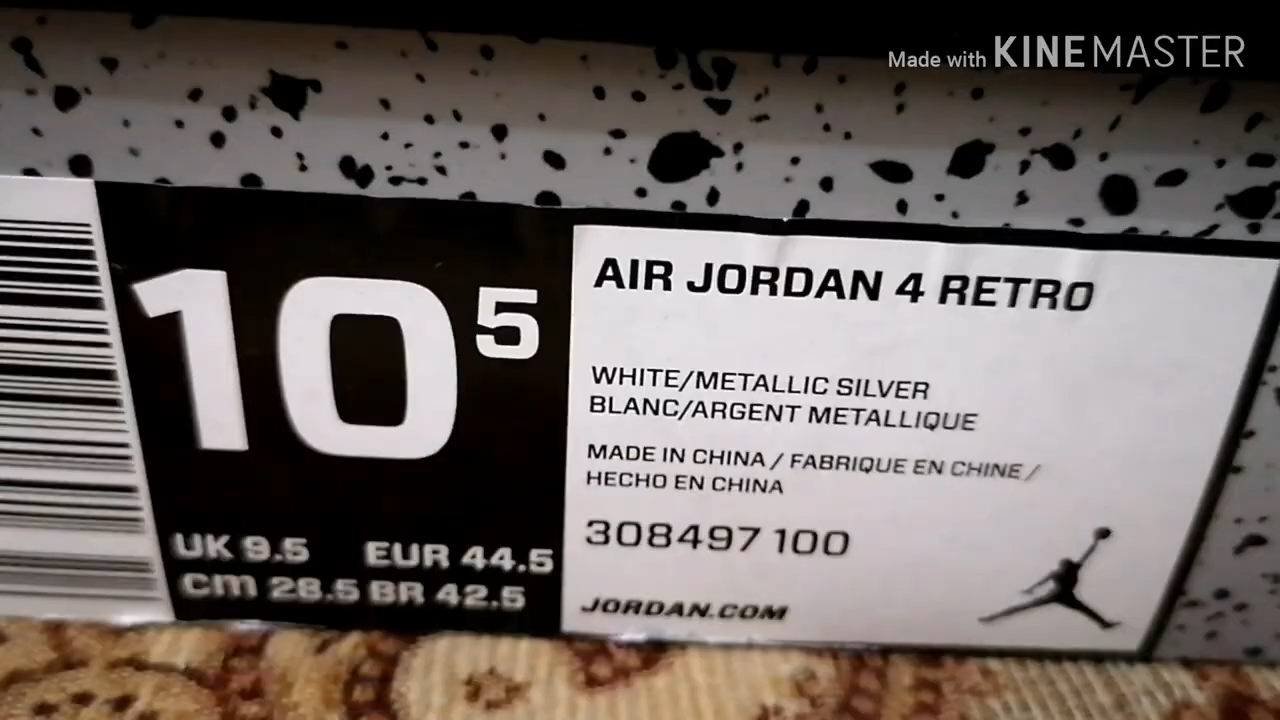 Made with KINEMASTER
10 5
UK 9.5 EUR 44.5
CM 28.5 BR 42.5
AIR JORDAN 4 RETRO
WHITE/METALLIC SILVER
BLANC/ARGENT METALLIQUE
MADE IN CHINA / FABRIQUE EN CHINE /
HECHO EN CHINA
308497 100
JORDAN.COM